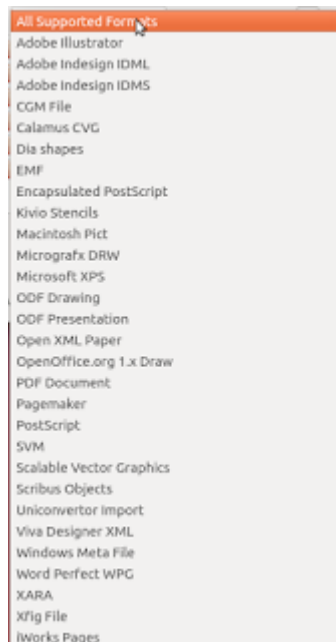 All Supported Formats
Adobe Illustrator
Adobe Indesign IDML
Adobe Indesign IDMS
CGM File
Calamus CVG
Dia shapes
EMF
Encapsulated PostScript
Kivio Stencils
Macintosh Pict
Micrografx DRW
Microsoft XPS
ODF Drawing
ODF Presentation
Open XML Paper
OpenOffice.org 1.x Draw
PDF Document
Pagemaker
PostScript
SVM
Scalable Vector Graphics
Scribus Objects
Uniconvertor Import
Viva Designer XML
Windows Meta File
Word Perfect WPG
XARA
Xfig File
iWorks Pages